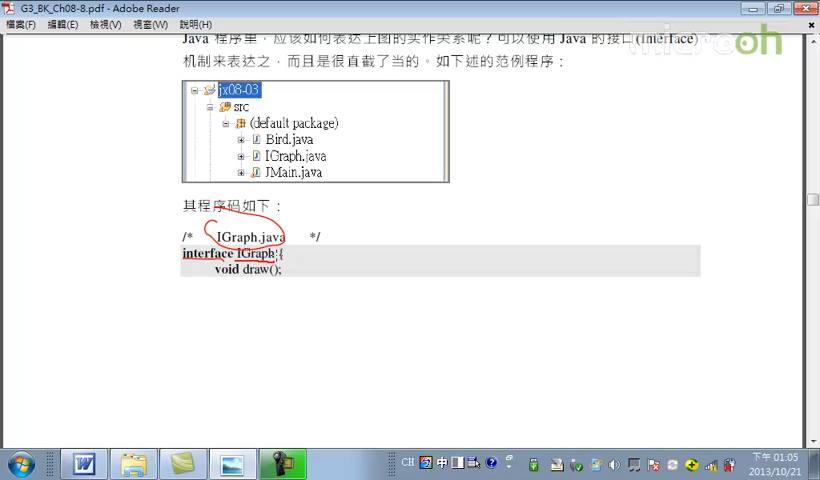 G3_BK_Ch08-8.pdf - Adobe Reader
檔案(F) 編輯(E) 檢視(V) 視窗(W) 說明(H)
Java 程序里，应该如何表达上图的实作关系呢？可以使用 Java 的接口(Interface)
microoh
机制来表达之，而且是很直截了当的。如下述的范例程序：
jx08-03
src
(default package)
Bird.java
IGraph.java
JMain.java
其程序码如下：
/* IGraph.java */
interface IGraph {
void draw();
CH 中
下午 01:05
2013/10/21